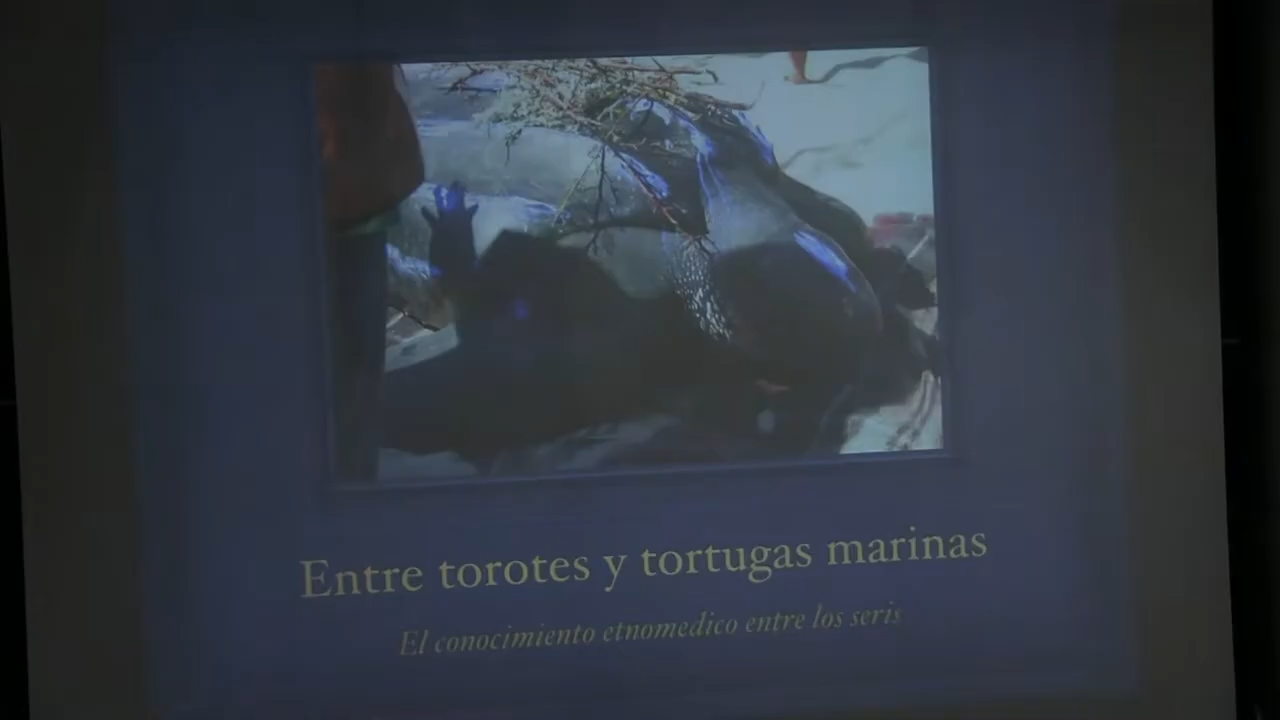 Entre torotes y tortugas marinas
El conocimiento etnomedico entre los seris